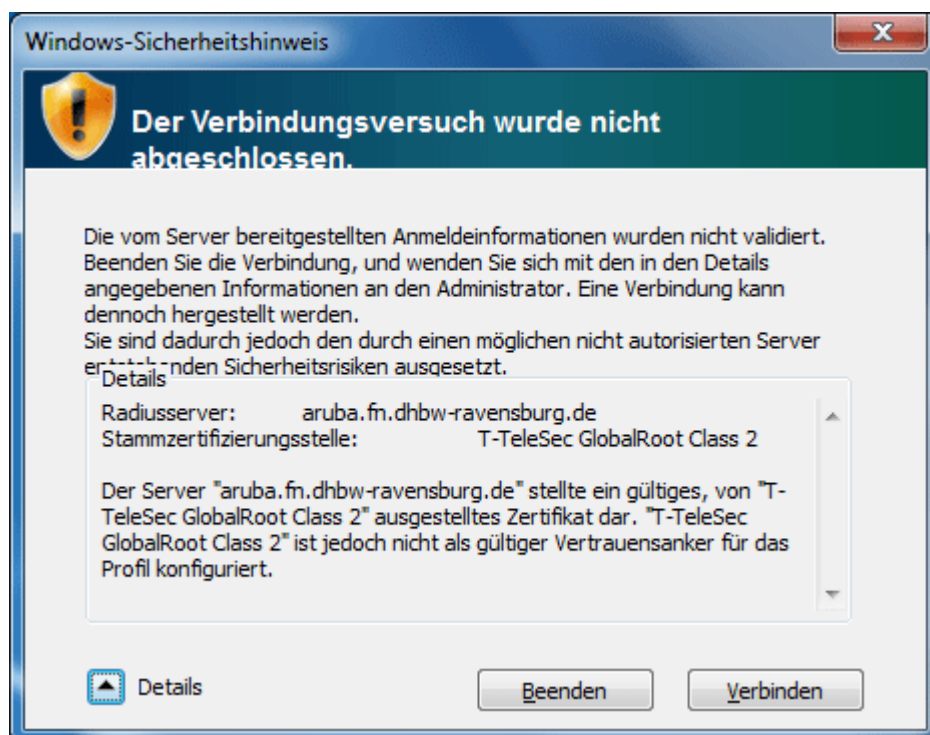 Windows-Sicherheitshinweis
Der Verbindungsversuch wurde nicht
abgeschlossen.
Die vom Server bereitgestellten Anmeldeinformationen wurden nicht validiert.
Beenden Sie die Verbindung, und wenden Sie sich mit den in den Details
angegebenen Informationen an den Administrator. Eine Verbindung kann
dennoch hergestellt werden.
Sie sind dadurch jedoch den durch einen möglichen nicht autorisierten Server
entstehenden Sicherheitsrisiken ausgesetzt.
Details
Radiusserver: aruba.fn.dhbw-ravensburg.de
Stammzertifizierungsstelle: T-TeleSec GlobalRoot Class 2
Der Server "aruba.fn.dhbw-ravensburg.de" stellte ein gültiges, von "T-
TeleSec GlobalRoot Class 2" ausgestelltes Zertifikat dar. "T-TeleSec
GlobalRoot Class 2" ist jedoch nicht als gültiger Vertrauensanker für das
Profil konfiguriert.
Details
Beenden
Verbinden